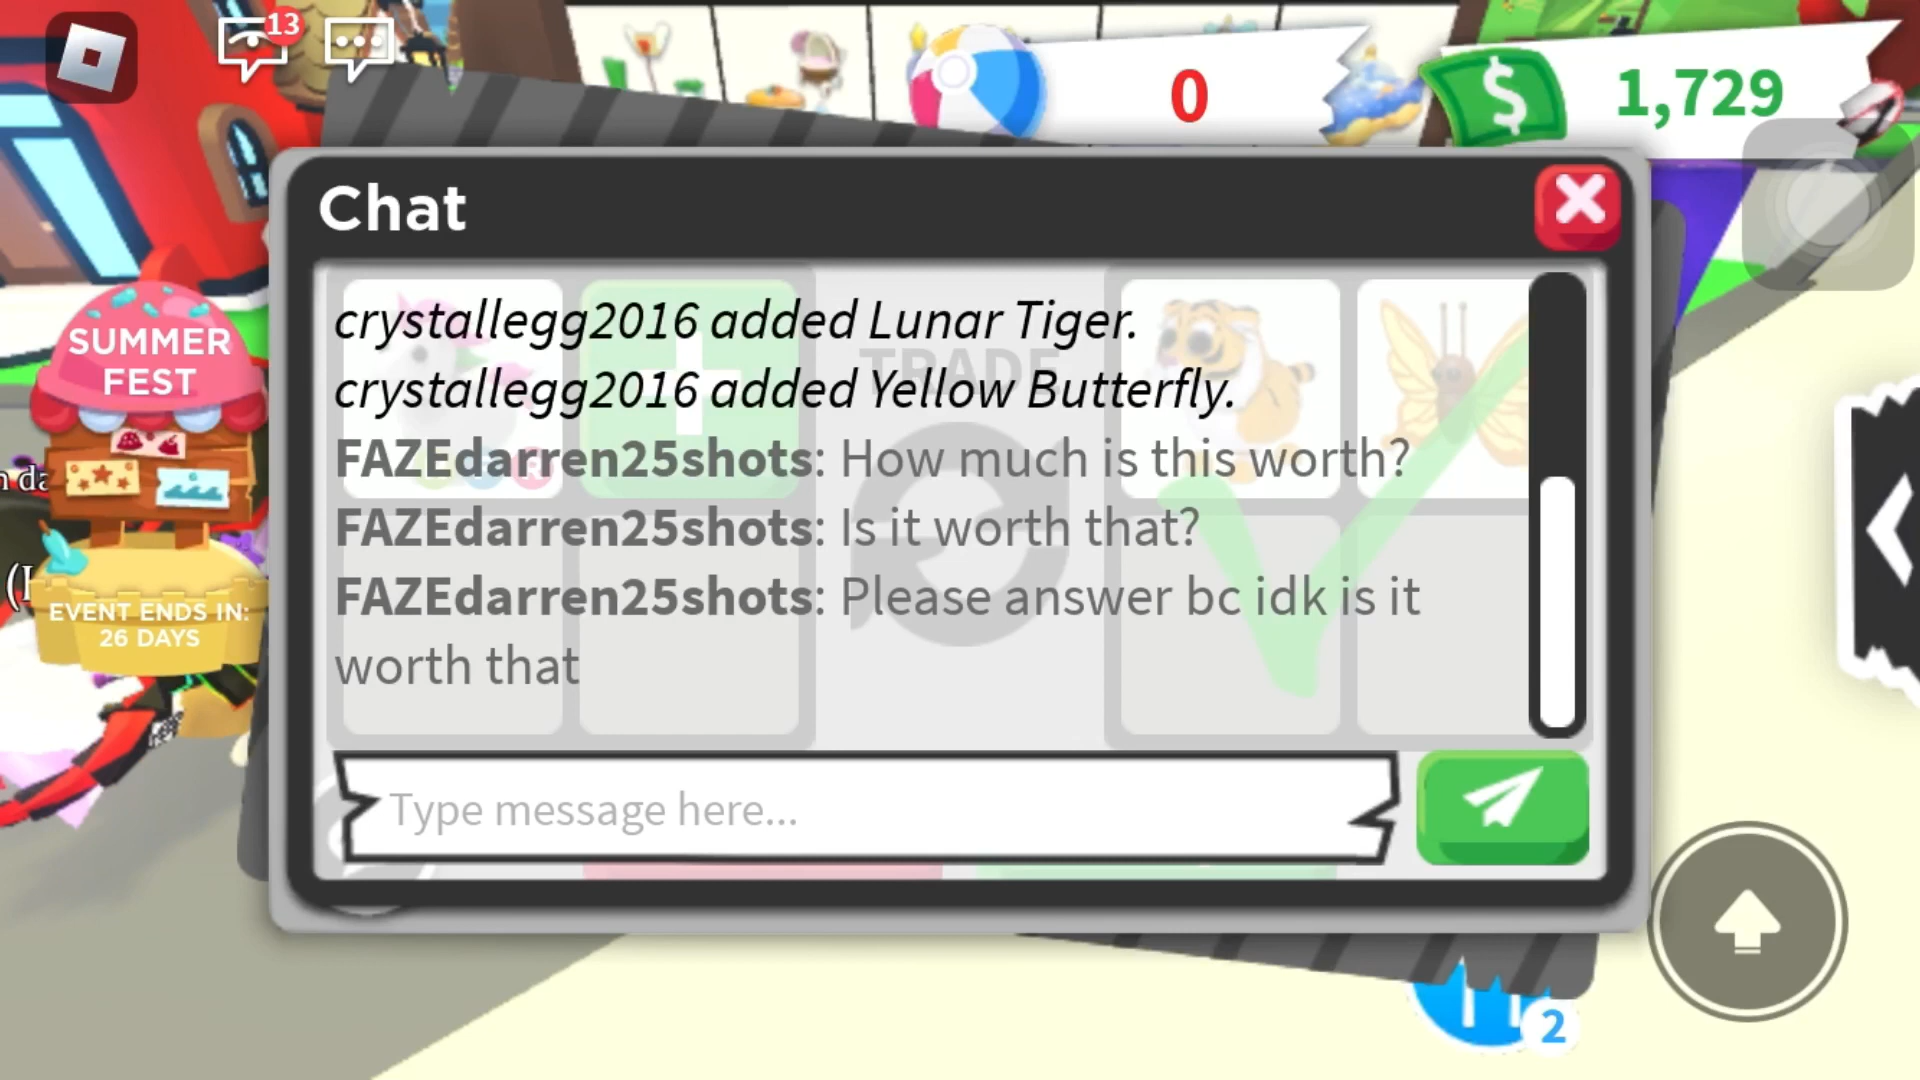 13
0
1,729
Chat
crystallegg2016 added Lunar Tiger.
TRADE
crystallegg2016 added Yellow Butterfly.
FAZEdarren25shots: How much is this worth?
FAZEdarren25shots: Is it worth that?
FAZEdarren25shots: Please answer bc idk is it
worth that
Type message here...
SUMMER
FEST
EVENT ENDS IN:
26 DAYS
2